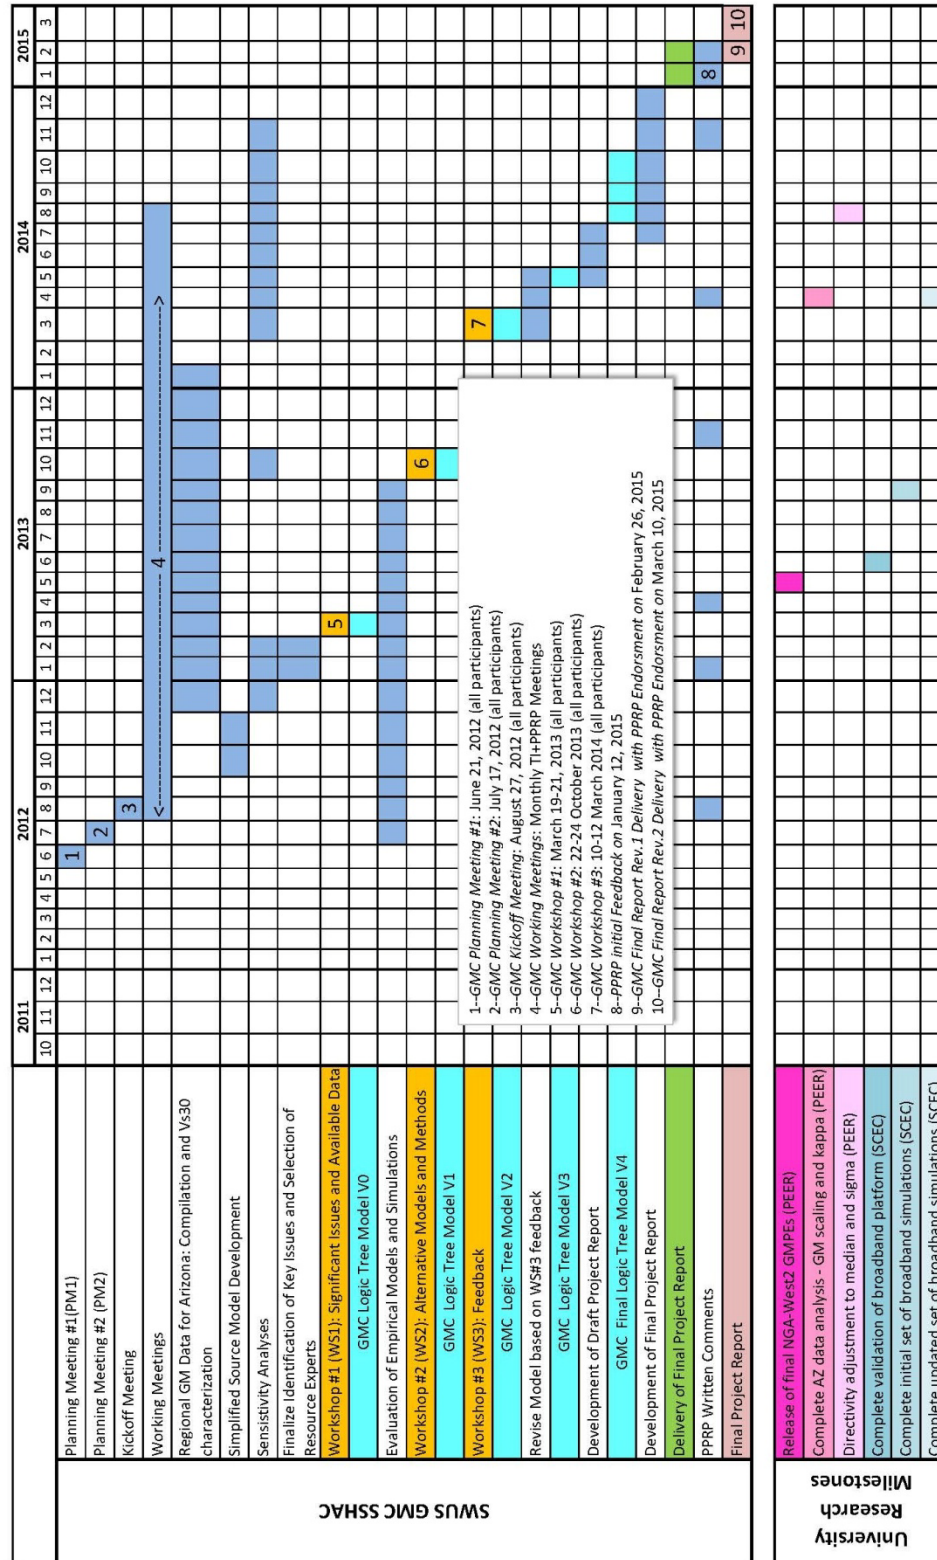 2011 2012 2013 2014 2015
10 11 12 1 2 3 4 5 6 7 8 9 10 11 12 1 2 3 4 5 6 7 8 9 10 11 12 1 2 3 4 5 6 7 8 9 10 11 12 1 2 3
SWUS GMC SSHAC
Planning Meeting #1(PM1) 1
Planning Meeting #2 (PM2) 2
Kickoff Meeting 3
Working Meetings <------------------4------------------>
Regional GM Data for Arizona: Compilation and Vs30
characterization
Simplified Source Model Development
Sensistivity Analyses
Finalize Identification of Key Issues and Selection of
Resource Experts
Workshop #1 (WS1): Significant Issues and Available Data 5
GMC Logic Tree Model V0
Evaluation of Empirical Models and Simulations
Workshop #2 (WS2): Alternative Models and Methods 6
GMC Logic Tree Model V1
Workshop #3 (WS3): Feedback 7
GMC Logic Tree Model V2
Revise Model based on WS#3 feedback
GMC Logic Tree Model V3
Development of Draft Project Report
GMC Final Logic Tree Model V4
Development of Final Project Report
Delivery of Final Project Report
PPRP Written Comments 8
Final Project Report 9 10
1--GMC Planning Meeting #1: June 21, 2012 (all participants)
2--GMC Planning Meeting #2: July 17, 2012 (all participants)
3--GMC Kickoff Meeting: August 27, 2012 (all participants)
4--GMC Working Meetings: Monthly TI+PPRP Meetings
5--GMC Workshop #1: March 19-21, 2013 (all participants)
6--GMC Workshop #2: 22-24 October 2013 (all participants)
7--GMC Workshop #3: 10-12 March 2014 (all participants)
8--PPRP initial Feedback on January 12, 2015
9--GMC Final Report Rev.1 Delivery with PPRP Endorsment on February 26, 2015
10--GMC Final Report Rev.2 Delivery with PPRP Endorsment on March 10, 2015
University
Research
Milestones
Release of final NGA-West2 GMPEs (PEER)
Complete AZ data analysis - GM scaling and kappa (PEER)
Directivity adjustment to median and sigma (PEER)
Complete validation of broadband platform (SCEC)
Complete initial set of broadband simulations (SCEC)
Complete updated set of broadband simulations (SCEC)